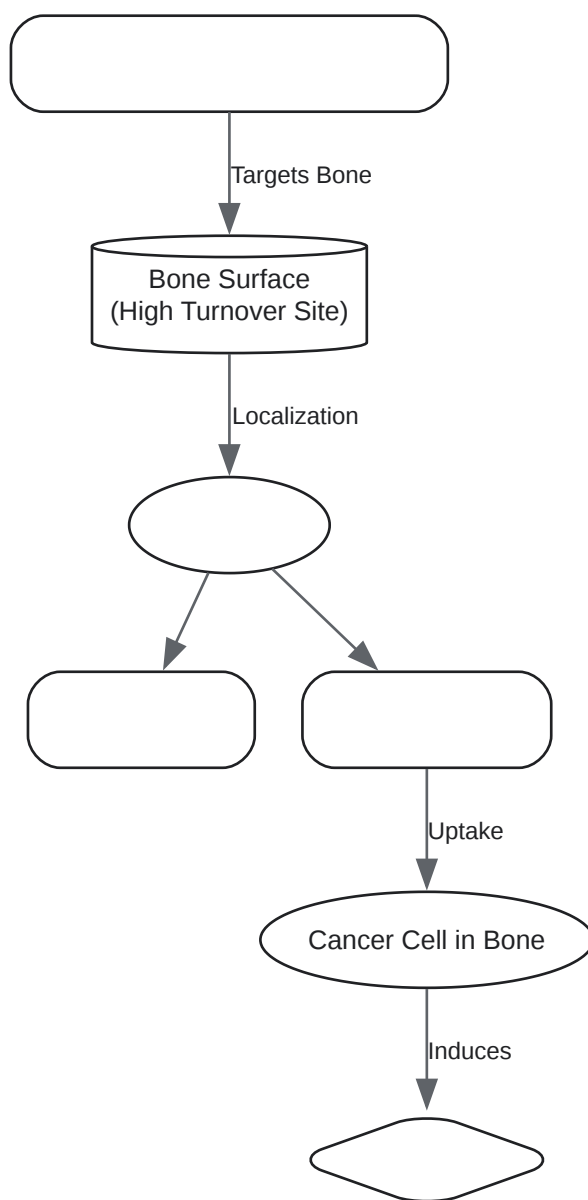 Targets Bone
Bone Surface
(High Turnover Site)
Localization
Uptake
Cancer Cell in Bone
Induces